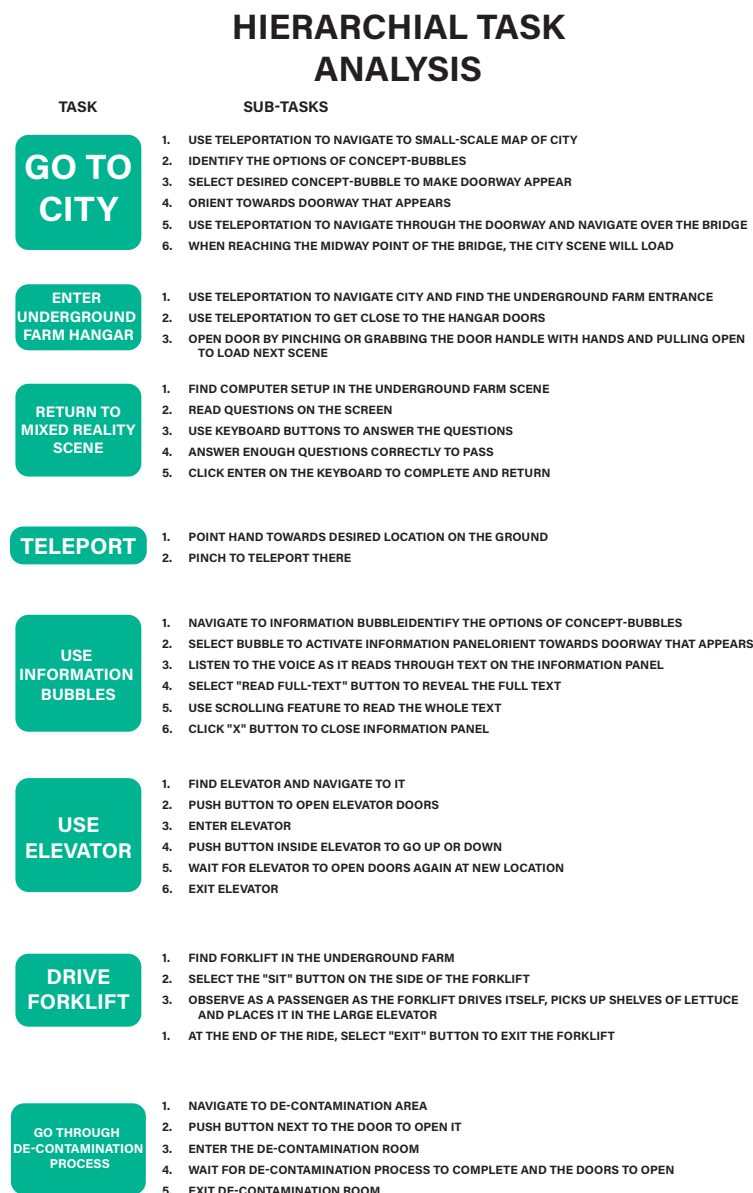 HIERARCHIAL TASK
ANALYSIS
TASK
SUB-TASKS
GO TO
CITY
1. USE TELEPORTATION TO NAVIGATE TO SMALL-SCALE MAP OF CITY
2. IDENTIFY THE OPTIONS OF CONCEPT-BUBBLES
3. SELECT DESIRED CONCEPT-BUBBLE TO MAKE DOORWAY APPEAR
4. ORIENT TOWARDS DOORWAY THAT APPEARS
5. USE TELEPORTATION TO NAVIGATE THROUGH THE DOORWAY AND NAVIGATE OVER THE BRIDGE
6. WHEN REACHING THE MIDWAY POINT OF THE BRIDGE, THE CITY SCENE WILL LOAD
ENTER
UNDERGROUND
FARM HANGAR
1. USE TELEPORTATION TO NAVIGATE CITY AND FIND THE UNDERGROUND FARM ENTRANCE
2. USE TELEPORTATION TO GET CLOSE TO THE HANGAR DOORS
3. OPEN DOOR BY PINCHING OR GRABBING THE DOOR HANDLE WITH HANDS AND PULLING OPEN
TO LOAD NEXT SCENE
RETURN TO
MIXED REALITY
SCENE
1. FIND COMPUTER SETUP IN THE UNDERGROUND FARM SCENE
2. READ QUESTIONS ON THE SCREEN
3. USE KEYBOARD BUTTONS TO ANSWER THE QUESTIONS
4. ANSWER ENOUGH QUESTIONS CORRECTLY TO PASS
5. CLICK ENTER ON THE KEYBOARD TO COMPLETE AND RETURN
TELEPORT
1. POINT HAND TOWARDS DESIRED LOCATION ON THE GROUND
2. PINCH TO TELEPORT THERE
USE
INFORMATION
BUBBLES
1. NAVIGATE TO INFORMATION BUBBLEIDENTIFY THE OPTIONS OF CONCEPT-BUBBLES
2. SELECT BUBBLE TO ACTIVATE INFORMATION PANELORIENT TOWARDS DOORWAY THAT APPEARS
3. LISTEN TO THE VOICE AS IT READS THROUGH TEXT ON THE INFORMATION PANEL
4. SELECT "READ FULL-TEXT" BUTTON TO REVEAL THE FULL TEXT
5. USE SCROLLING FEATURE TO READ THE WHOLE TEXT
6. CLICK "X" BUTTON TO CLOSE INFORMATION PANEL
USE
ELEVATOR
1. FIND ELEVATOR AND NAVIGATE TO IT
2. PUSH BUTTON TO OPEN ELEVATOR DOORS
3. ENTER ELEVATOR
4. PUSH BUTTON INSIDE ELEVATOR TO GO UP OR DOWN
5. WAIT FOR ELEVATOR TO OPEN DOORS AGAIN AT NEW LOCATION
6. EXIT ELEVATOR
DRIVE
FORKLIFT
1. FIND FORKLIFT IN THE UNDERGROUND FARM
2. SELECT THE "SIT" BUTTON ON THE SIDE OF THE FORKLIFT
3. OBSERVE AS A PASSENGER AS THE FORKLIFT DRIVES ITSELF, PICKS UP SHELVES OF LETTUCE
AND PLACES IT IN THE LARGE ELEVATOR
1. AT THE END OF THE RIDE, SELECT "EXIT" BUTTON TO EXIT THE FORKLIFT
GO THROUGH
DE-CONTAMINATION
PROCESS
1. NAVIGATE TO DE-CONTAMINATION AREA
2. PUSH BUTTON NEXT TO THE DOOR TO OPEN IT
3. ENTER THE DE-CONTAMINATION ROOM
4. WAIT FOR DE-CONTAMINATION PROCESS TO COMPLETE AND THE DOORS TO OPEN
5. EXIT DE-CONTAMINATION ROOM